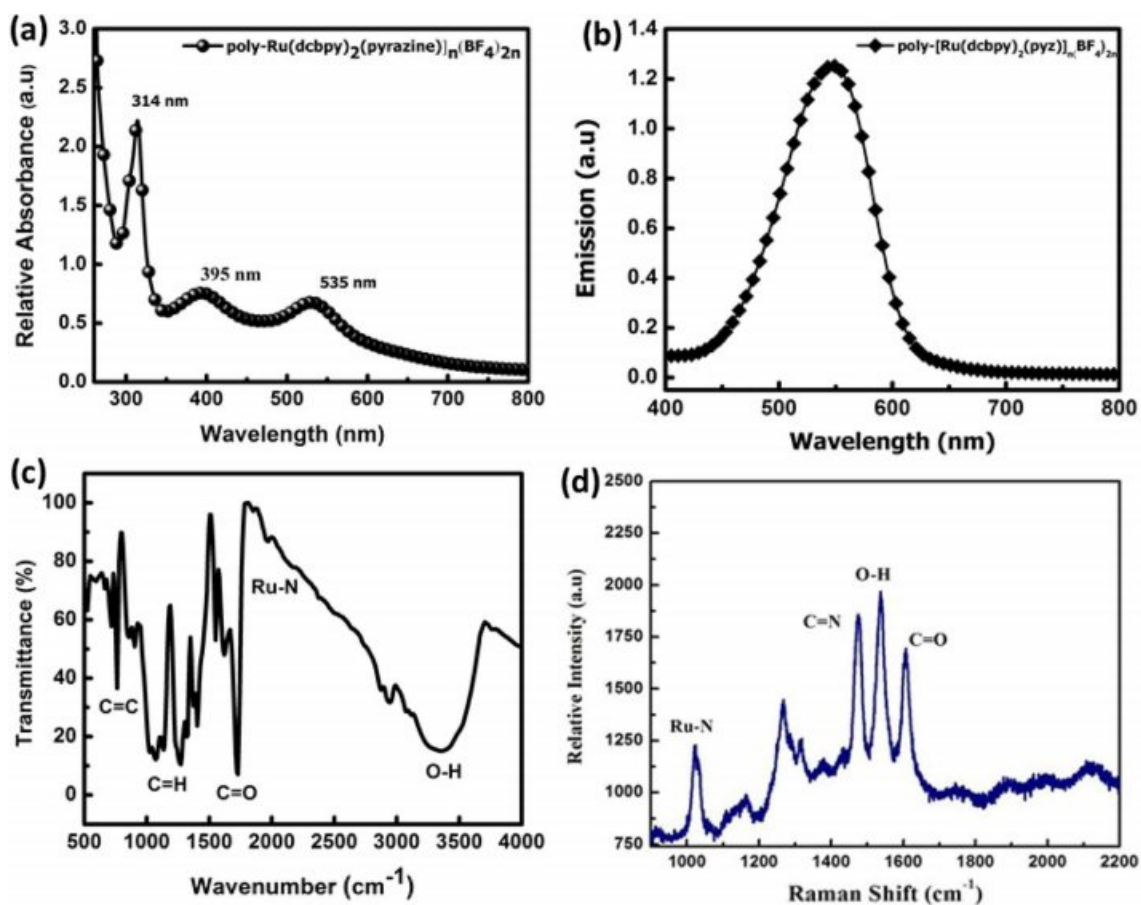 (a)
poly-Ru(dcbpy)2(pyrazine)]n(BF4)2n
314 nm
395 nm
535 nm
Relative Absorbance (a.u)
3.0
2.5
2.0
1.5
1.0
0.5
0.0
300 400 500 600 700 800
Wavelength (nm)
(b)
poly-[Ru(dcbpy)2(pyz)]n(BF4)2n
Emission (a.u)
1.4
1.2
1.0
0.8
0.6
0.4
0.2
0.0
400 500 600 700 800
Wavelength (nm)
(c)
Transmittance (%)
100
80
60
40
20
0
Ru-N
C=C
C=H
C=O
O-H
500 1000 1500 2000 2500 3000 3500 4000
Wavenumber (cm-1)
(d)
Relative Intensity (a.u)
2500
2250
2000
1750
1500
1250
1000
750
O-H
C=N
C=O
Ru-N
1000 1200 1400 1600 1800 2000 2200
Raman Shift (cm-1)